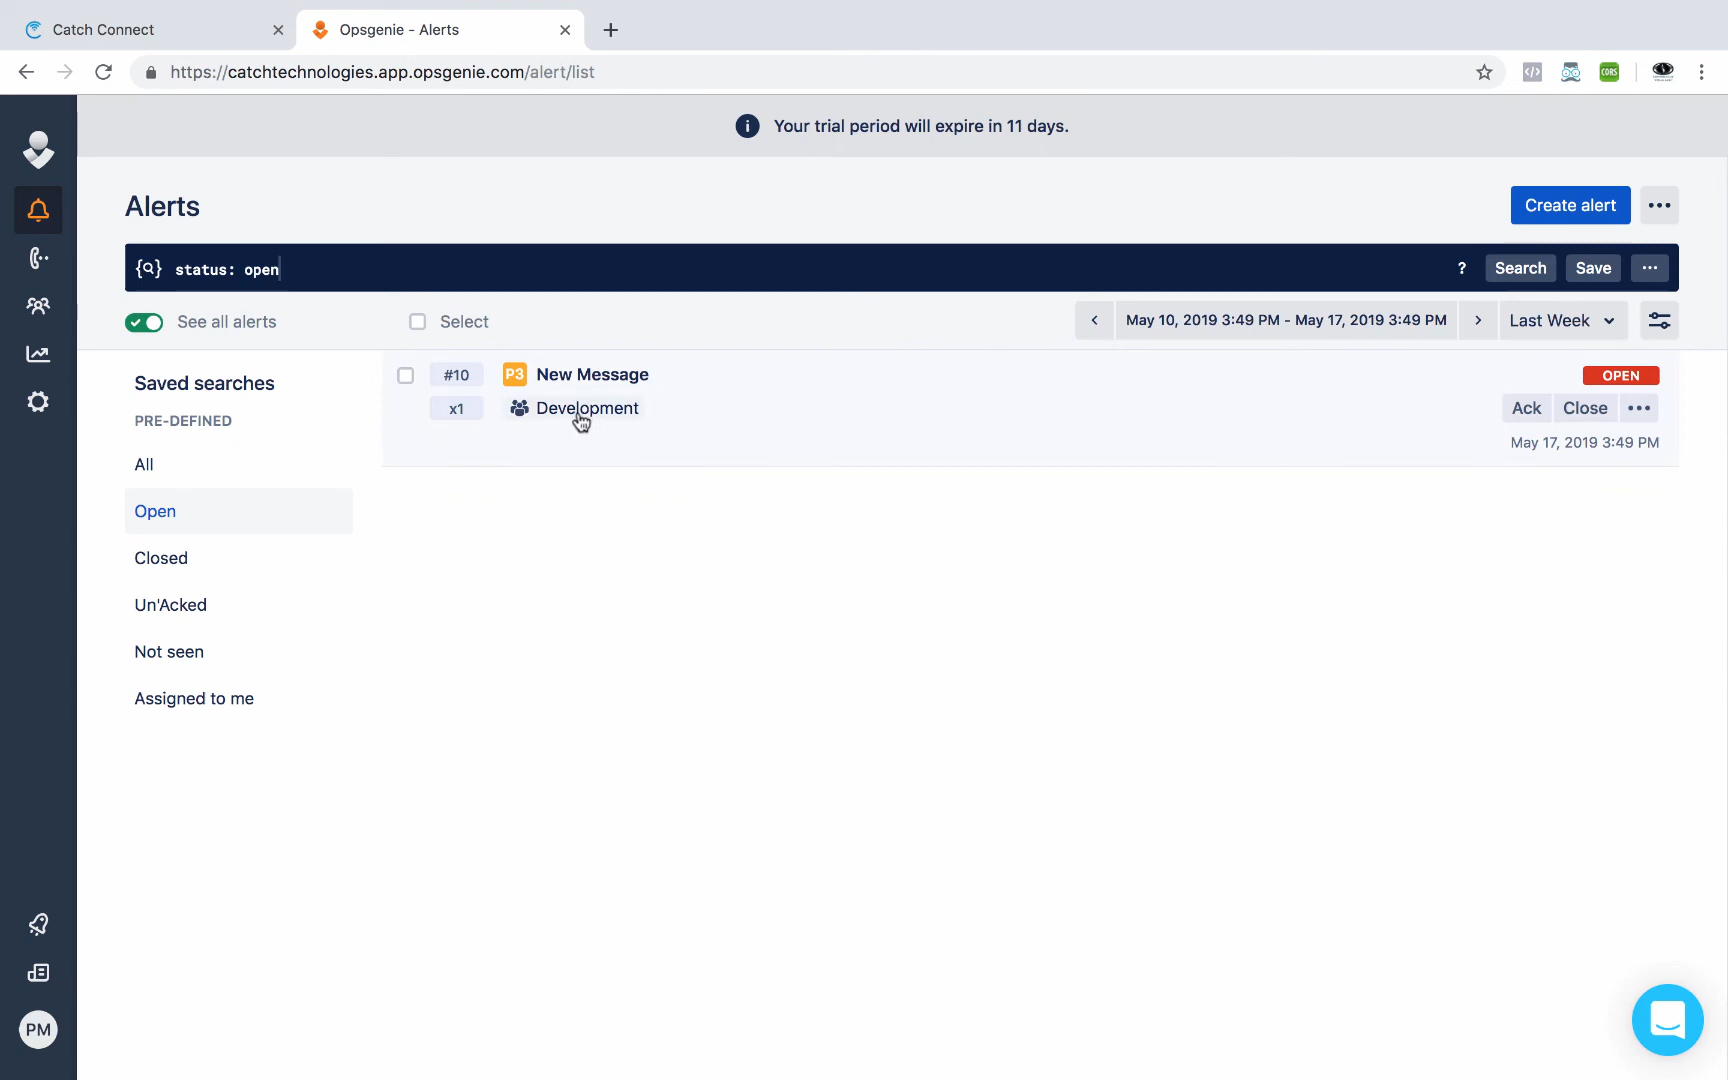 Catch Connect
Opsgenie - Alerts
https://catchtechnologies.app.opsgenie.com/alert/list
CORS
Your trial period will expire in 11 days.
Alerts
Create alert
status: open
?
Search
Save
See all alerts
Select
May 10, 2019 3:49 PM - May 17, 2019 3:49 PM
Last Week
Saved searches
PRE-DEFINED
All
Open
Closed
Un'Acked
Not seen
Assigned to me
#10
P3
New Message
OPEN
x1
Development
Ack
Close
May 17, 2019 3:49 PM
PM